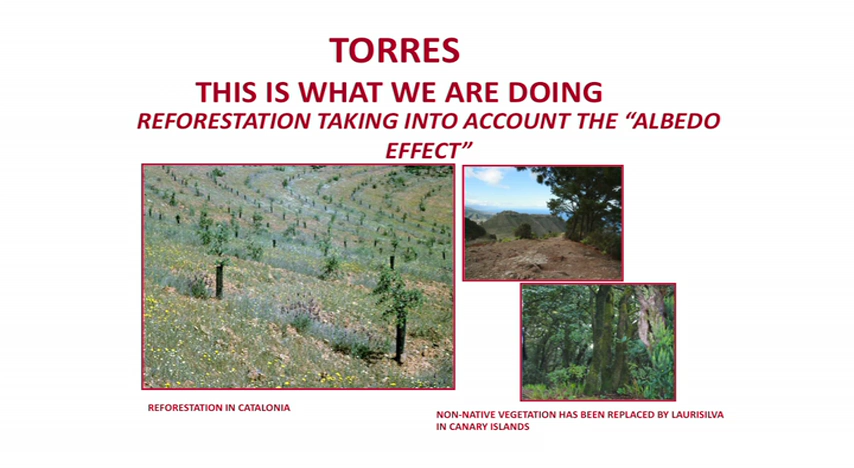 TORRES
THIS IS WHAT WE ARE DOING
REFORESTATION TAKING INTO ACCOUNT THE “ALBEDO
EFFECT”
REFORESTATION IN CATALONIA
NON-NATIVE VEGETATION HAS BEEN REPLACED BY LAURISILVA
IN CANARY ISLANDS